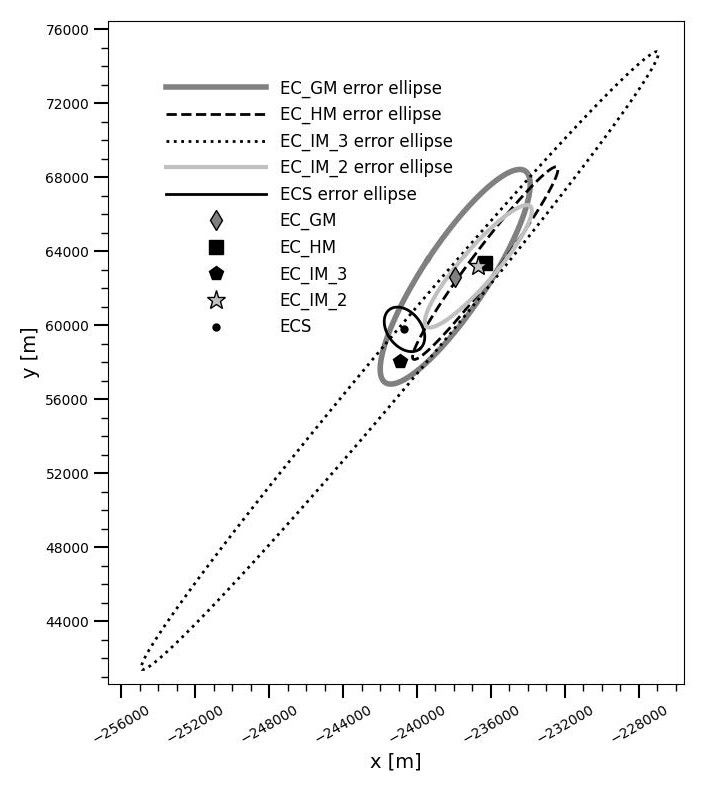 76000
72000
68000
64000
60000
56000
52000
48000
44000
y [m]
EC_GM error ellipse
EC_HM error ellipse
EC_IM_3 error ellipse
EC_IM_2 error ellipse
ECS error ellipse
EC_GM
EC_HM
EC_IM_3
EC_IM_2
ECS
−256000 −252000 −248000 −244000 −240000 −236000 −232000 −228000
x [m]